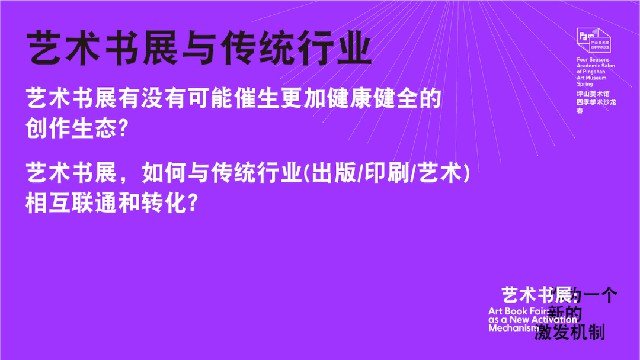 艺术书展与传统行业
艺术书展有没有可能催生更加健康健全的
创作生态?
艺术书展，如何与传统行业(出版/印刷/艺术)
相互联通和转化?
Four Seasons
Academic Salon
of Pingshan
Art Museum
Spring
坪山美术馆
四季学术沙龙
春
艺术书展:
作为一个
新的
激发机制
Art Book Fair
as a New Activation
Mechanism